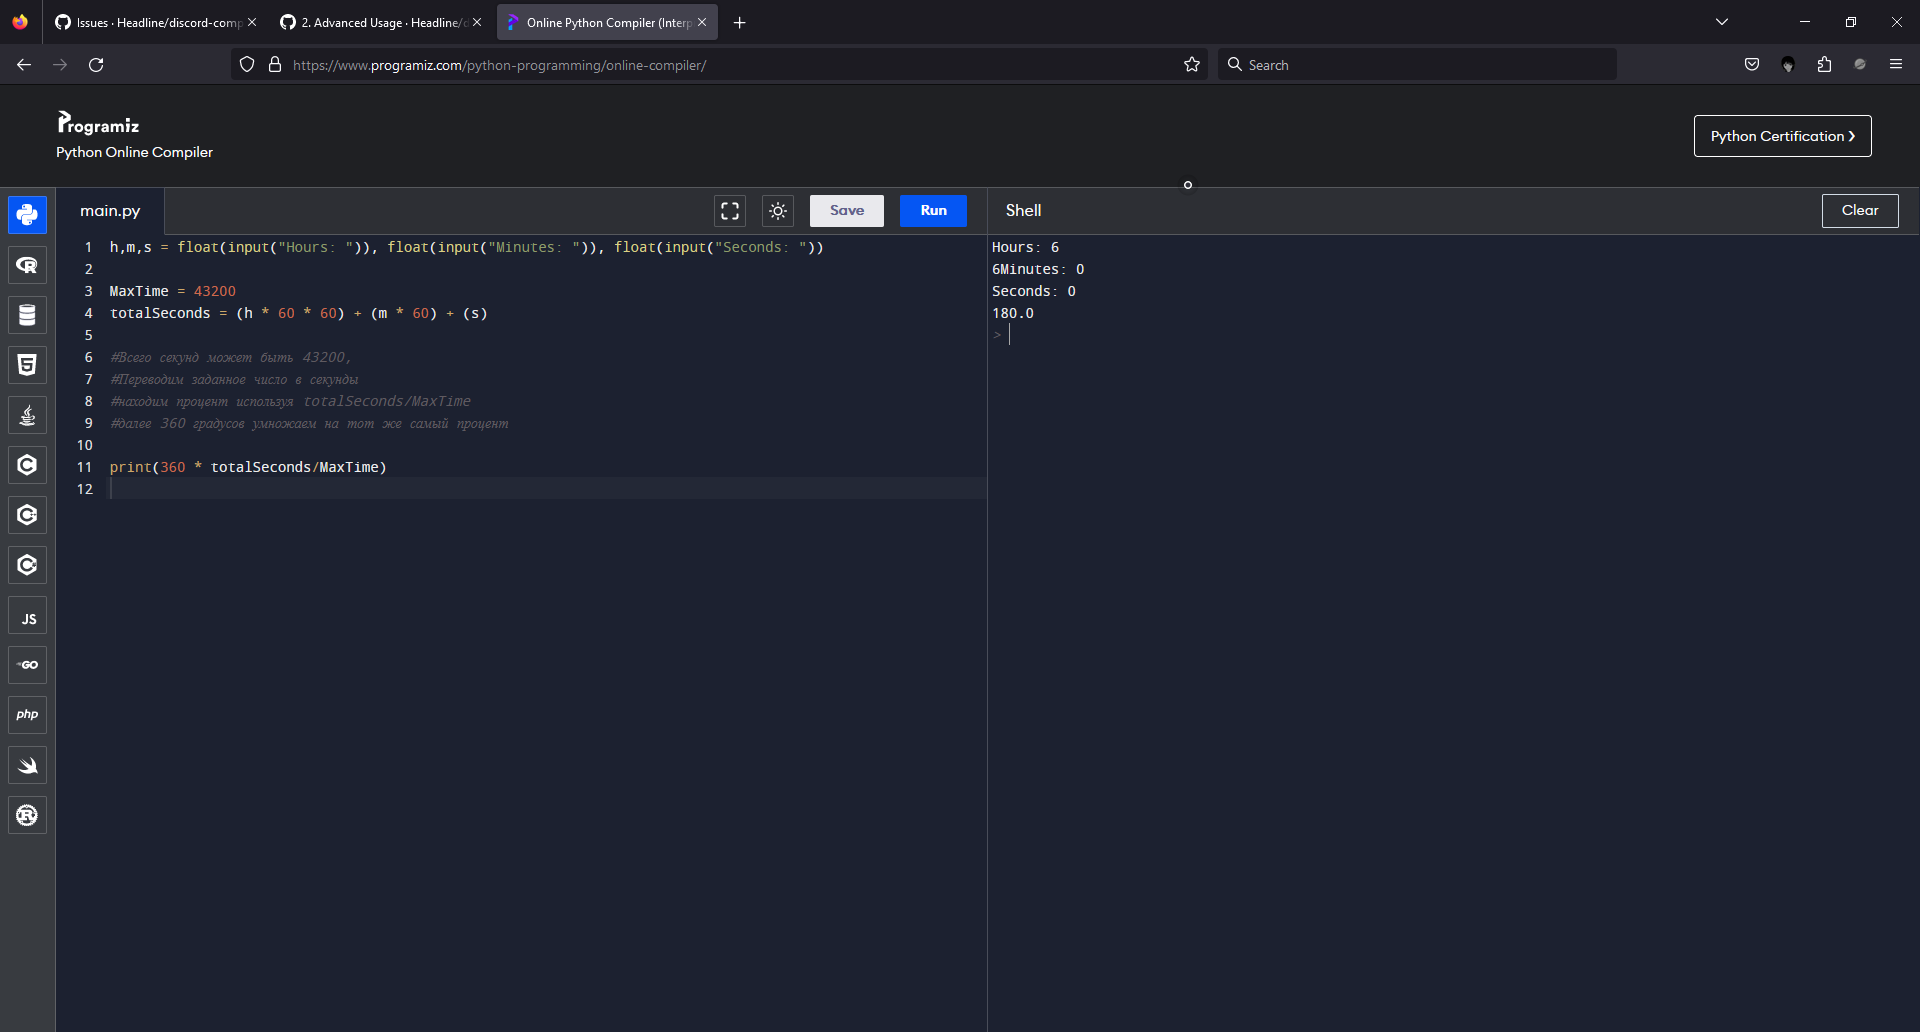 Issues · Headline/discord-comp
2. Advanced Usage · Headline/d
Online Python Compiler (Interp
https://www.programiz.com/python-programming/online-compiler/
Search
Programiz
Python Online Compiler
Python Certification ❯
main.py
Save
Run
Shell
Clear
1 h,m,s = float(input("Hours: ")), float(input("Minutes: ")), float(input("Seconds: "))
2
3 MaxTime = 43200
4 totalSeconds = (h * 60 * 60) + (m * 60) + (s)
5
6 #Всего секунд может быть 43200,
7 #Переводим заданное число в секунды
8 #находим процент используя totalSeconds/MaxTime
9 #далее 360 градусов умножаем на тот же самый процент
10
11 print(360 * totalSeconds/MaxTime)
12
Hours: 6
6Minutes: 0
Seconds: 0
180.0
>
R
5
C
C
C
JS
GO
php
R